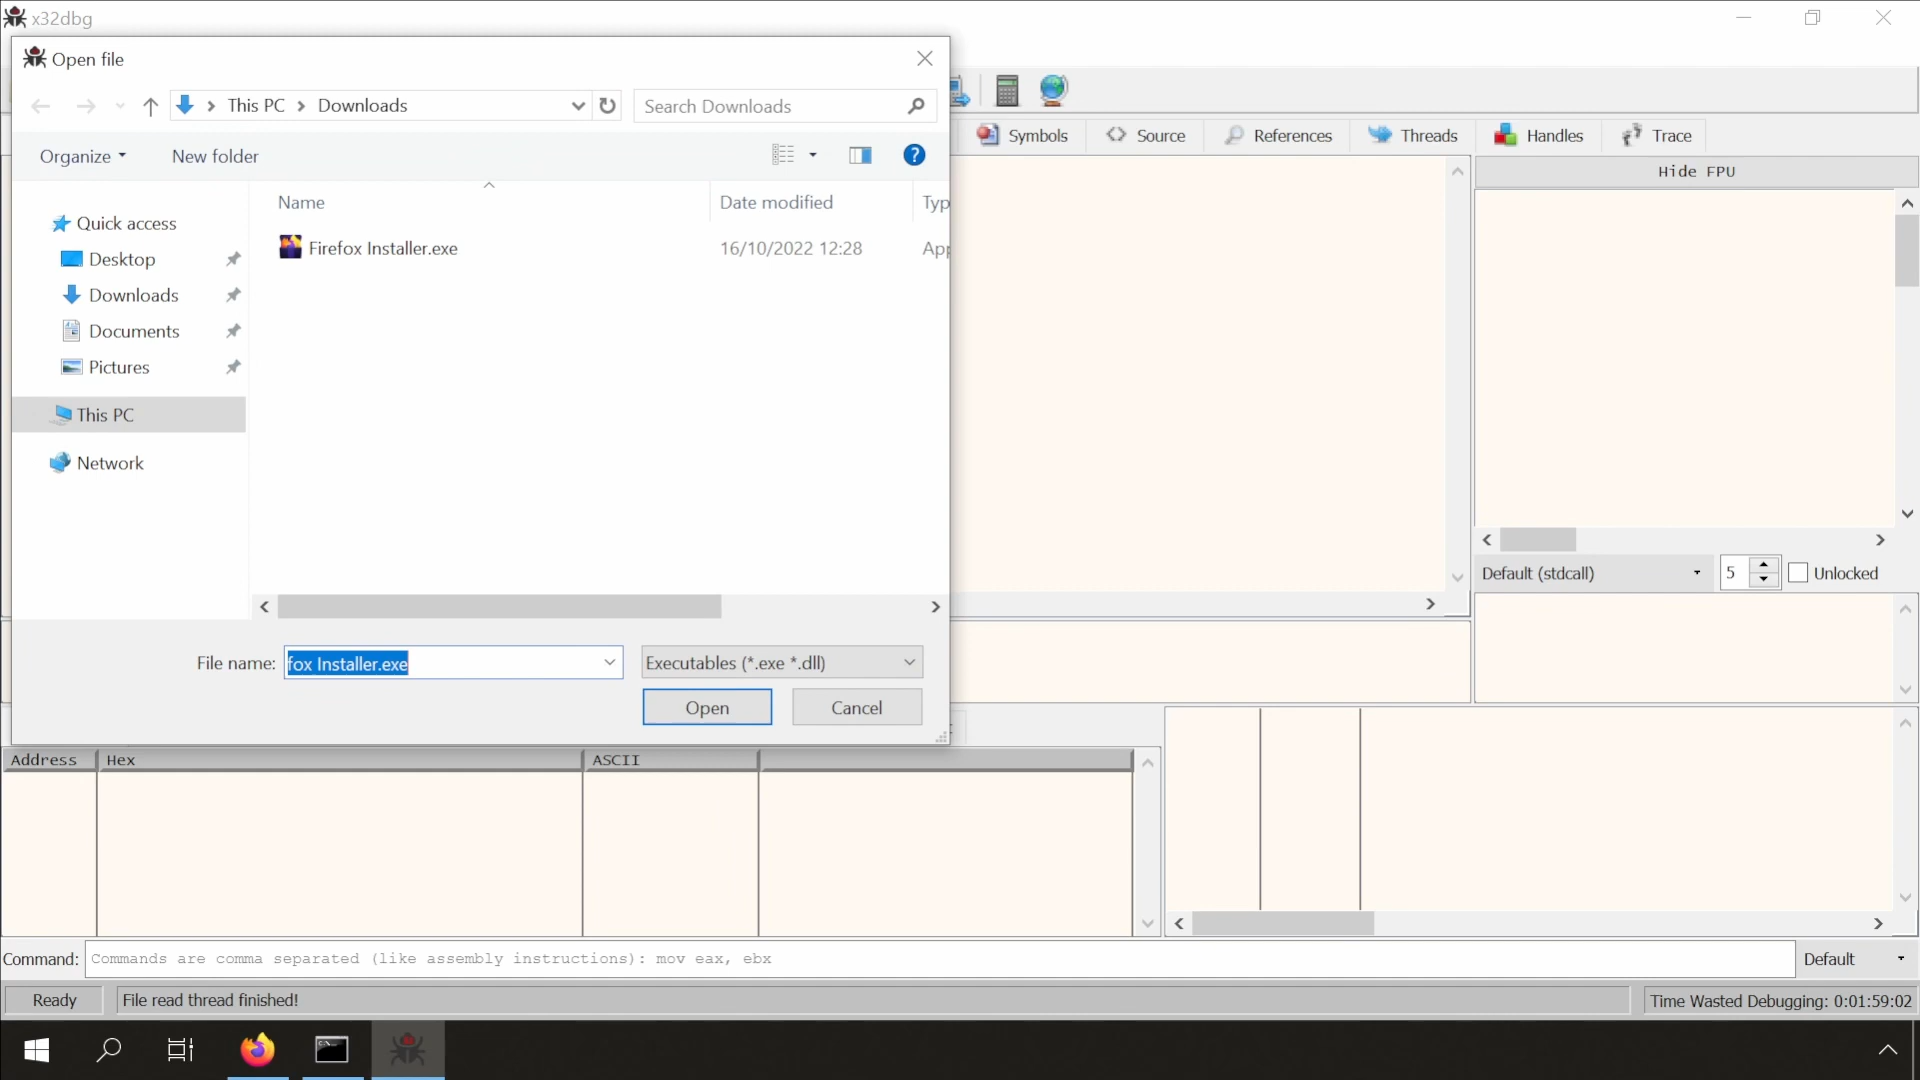 x32dbg
Open file
This PC
Downloads
Search Downloads
Organize
New folder
?
Symbols
Source
References
Threads
Handles
Trace
Hide FPU
Name
Date modified
Typ
Firefox Installer.exe
16/10/2022 12:28
App
Quick access
Desktop
Downloads
Documents
Pictures
This PC
Network
Default (stdcall)
5
Unlocked
File name:
fox Installer.exe
Executables (*.exe *.dll)
Open
Cancel
Address
Hex
ASCII
Command:
Commands are comma separated (like assembly instructions): mov eax, ebx
Default
Ready
File read thread finished!
Time Wasted Debugging: 0:01:59:02